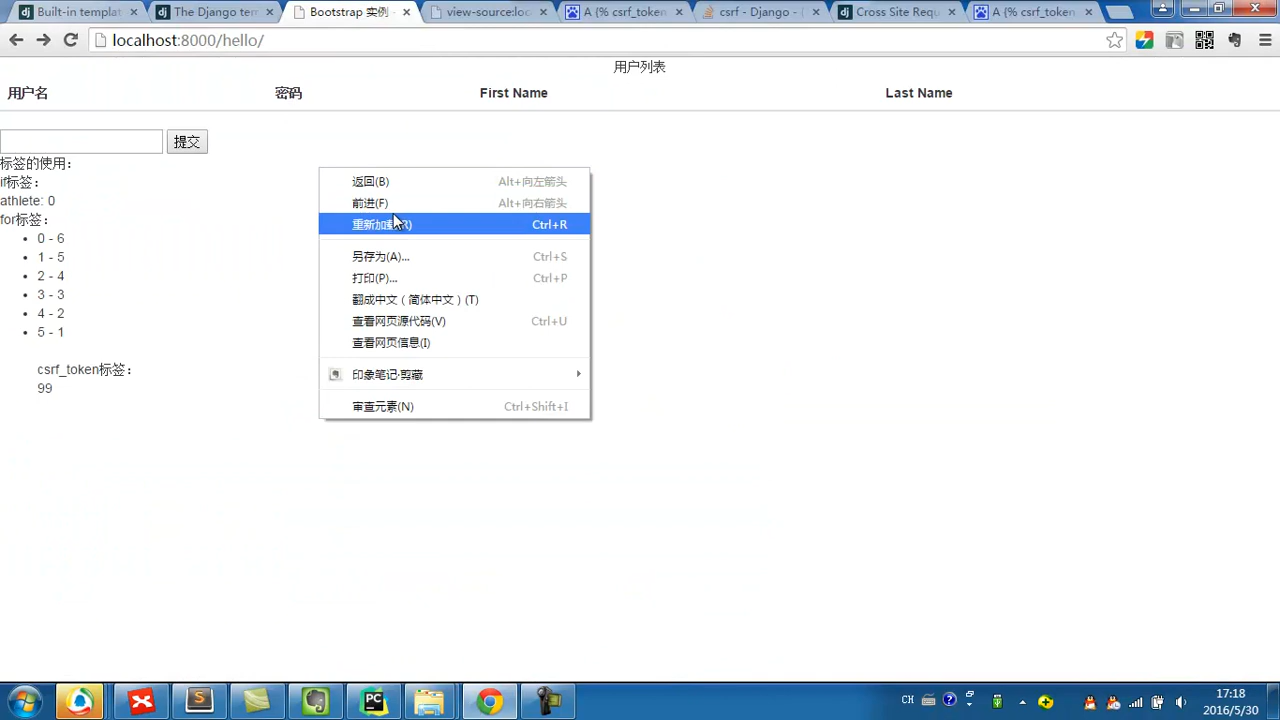 Built-in templat
The Django ten
Bootstrap 实例 -
view-source:loc
A {% csrf_token
csrf - Django -
Cross Site Requ
A {% csrf_token
localhost:8000/hello/
用户列表
用户名 密码 First Name Last Name
提交
标签的使用：
if标签：
athlete: 0
for标签：
0 - 6
1 - 5
2 - 4
3 - 3
4 - 2
5 - 1
csrf_token标签：
99
返回(B) Alt+向左箭头
前进(F) Alt+向右箭头
重新加载(R) Ctrl+R
另存为(A)... Ctrl+S
打印(P)... Ctrl+P
翻成中文（简体中文）(T)
查看网页源代码(V) Ctrl+U
查看网页信息(I)
印象笔记·剪藏
审查元素(N) Ctrl+Shift+I
CH
17:18
2016/5/30